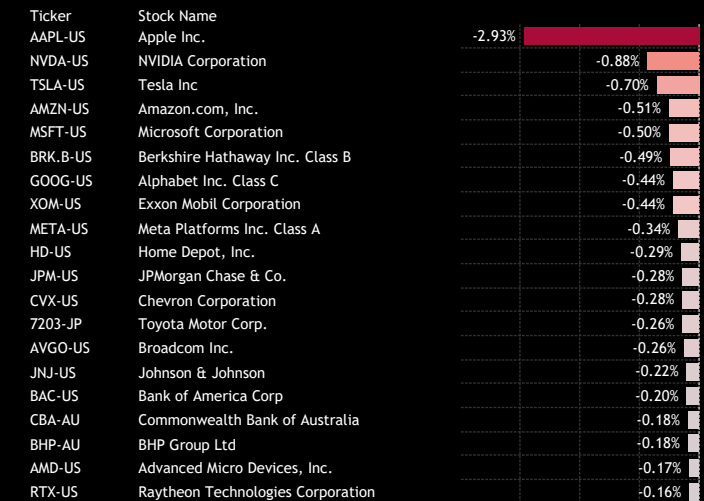 Ticker Stock Name
AAPL-US Apple Inc. -2.93%
NVDA-US NVIDIA Corporation -0.88%
TSLA-US Tesla Inc -0.70%
AMZN-US Amazon.com, Inc. -0.51%
MSFT-US Microsoft Corporation -0.50%
BRK.B-US Berkshire Hathaway Inc. Class B -0.49%
GOOG-US Alphabet Inc. Class C -0.44%
XOM-US Exxon Mobil Corporation -0.44%
META-US Meta Platforms Inc. Class A -0.34%
HD-US Home Depot, Inc. -0.29%
JPM-US JPMorgan Chase & Co. -0.28%
CVX-US Chevron Corporation -0.28%
7203-JP Toyota Motor Corp. -0.26%
AVGO-US Broadcom Inc. -0.26%
JNJ-US Johnson & Johnson -0.22%
BAC-US Bank of America Corp -0.20%
CBA-AU Commonwealth Bank of Australia -0.18%
BHP-AU BHP Group Ltd -0.18%
AMD-US Advanced Micro Devices, Inc. -0.17%
RTX-US Raytheon Technologies Corporation -0.16%